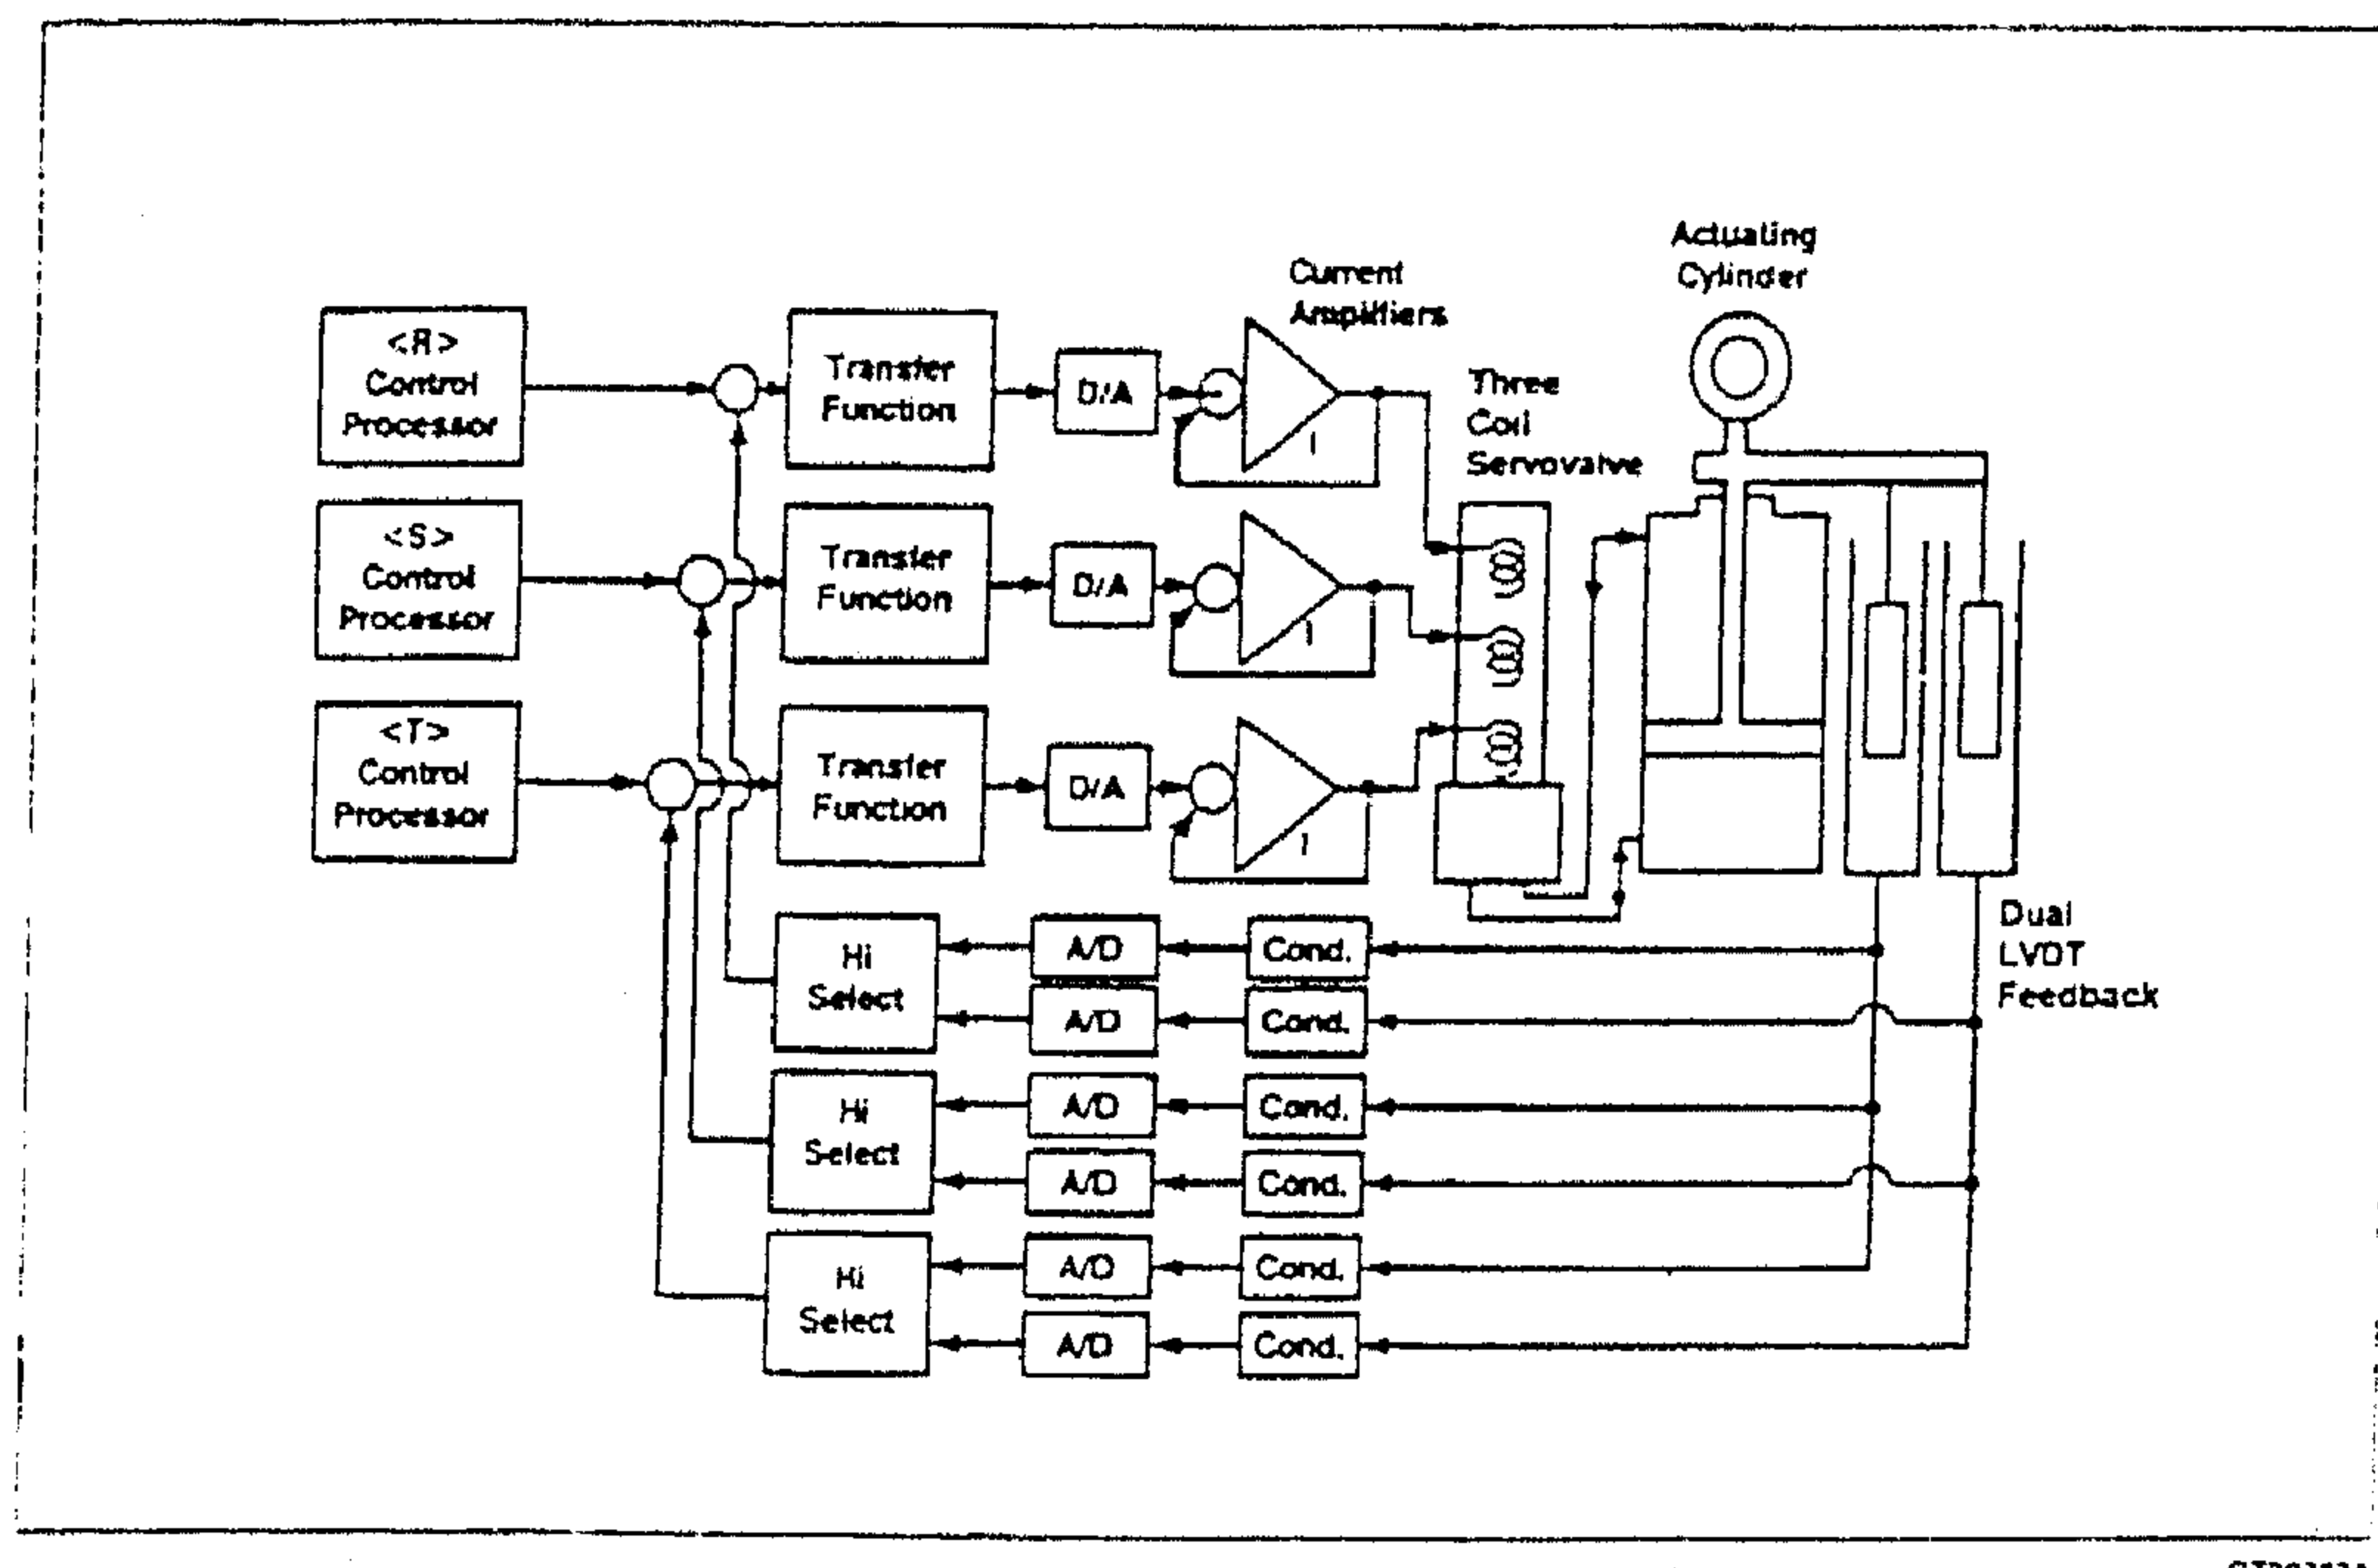 Actuating
Cylinder
Current
Amplifiers
<R>
Control
Processor
Transfer
Function
D/A
Three
Coil
Servovalve
<S>
Control
Processor
Transfer
Function
D/A
<T>
Control
Processor
Transfer
Function
D/A
Hi
Select
A/D
Cond.
A/D
Cond.
Dual
LVDT
Feedback
Hi
Select
A/D
Cond.
A/D
Cond.
Hi
Select
A/D
Cond.
A/D
Cond.